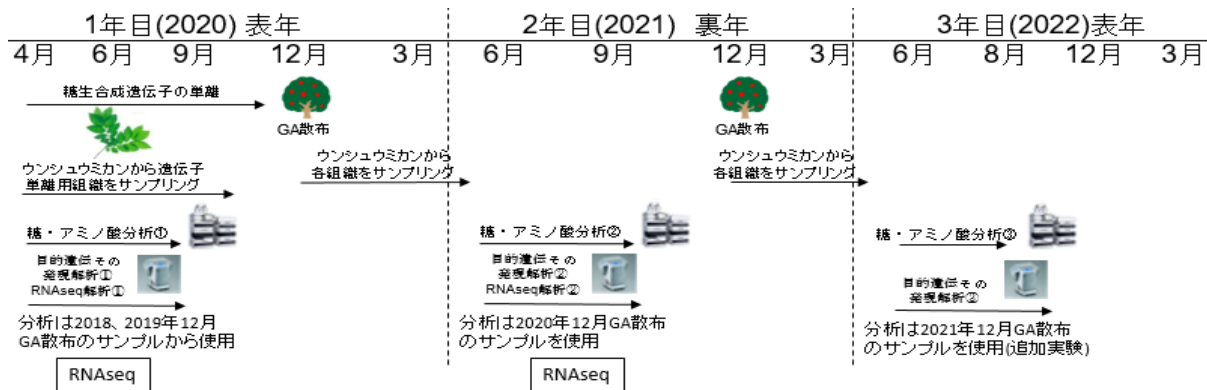 1年目(2020) 表年
2年目(2021) 裏年
3年目(2022)表年
4月 6月 9月 12月 3月 6月 9月 12月 3月 6月 8月 12月 3月
糖生合成遺伝子の単離
GA散布
ウンシュウミカンから遺伝子
単離用組織をサンプリング
ウンシュウミカンから
各組織をサンプリング
糖・アミノ酸分析①
目的遺伝その
発現解析①
RNAseq解析①
分析は2018、2019年12月
GA散布のサンプルから使用
RNAseq
糖・アミノ酸分析②
目的遺伝その
発現解析②
RNAseq解析②
分析は2020年12月GA散布
のサンプルを使用
RNAseq
GA散布
ウンシュウミカンから
各組織をサンプリング
糖・アミノ酸分析③
目的遺伝その
発現解析③
分析は2021年12月GA散布
のサンプルを使用(追加実験)